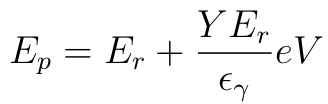 $E_p = E_r + \frac{Y E_r}{\epsilon_\gamma} eV$